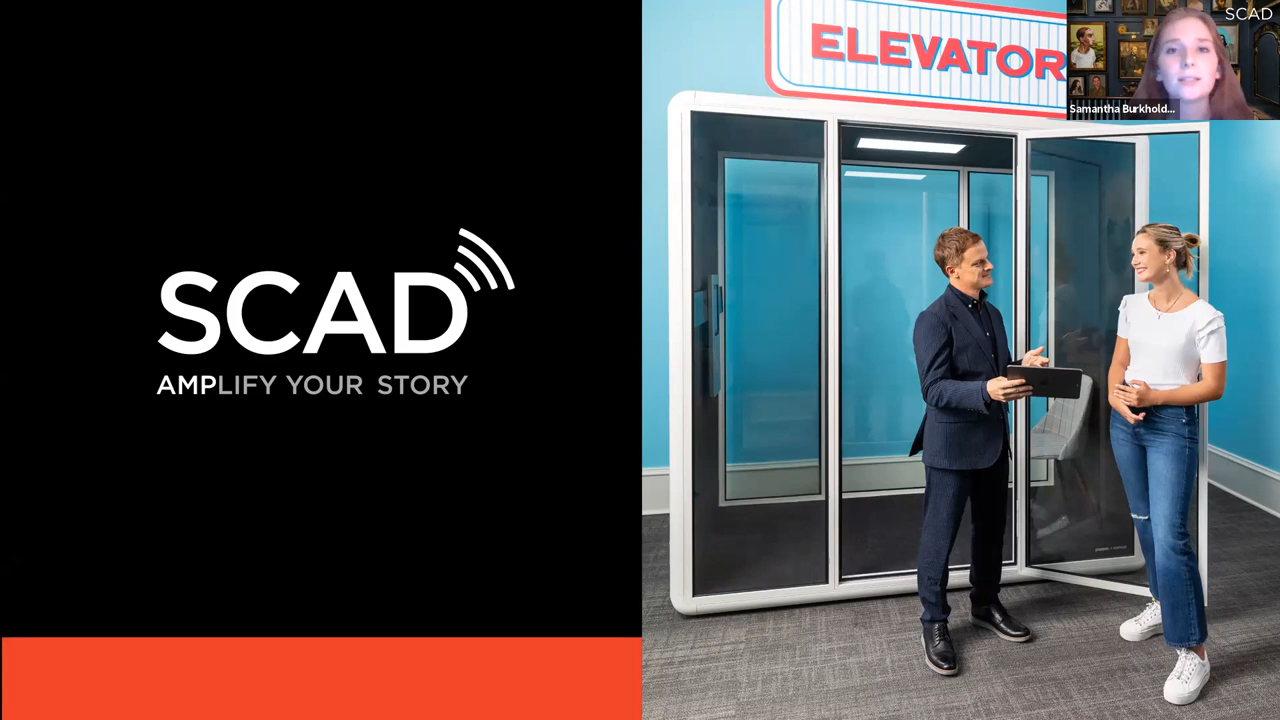 SCAD
AMPLIFY YOUR STORY
ELEVATOR
SCAD
Samantha Burkhold...